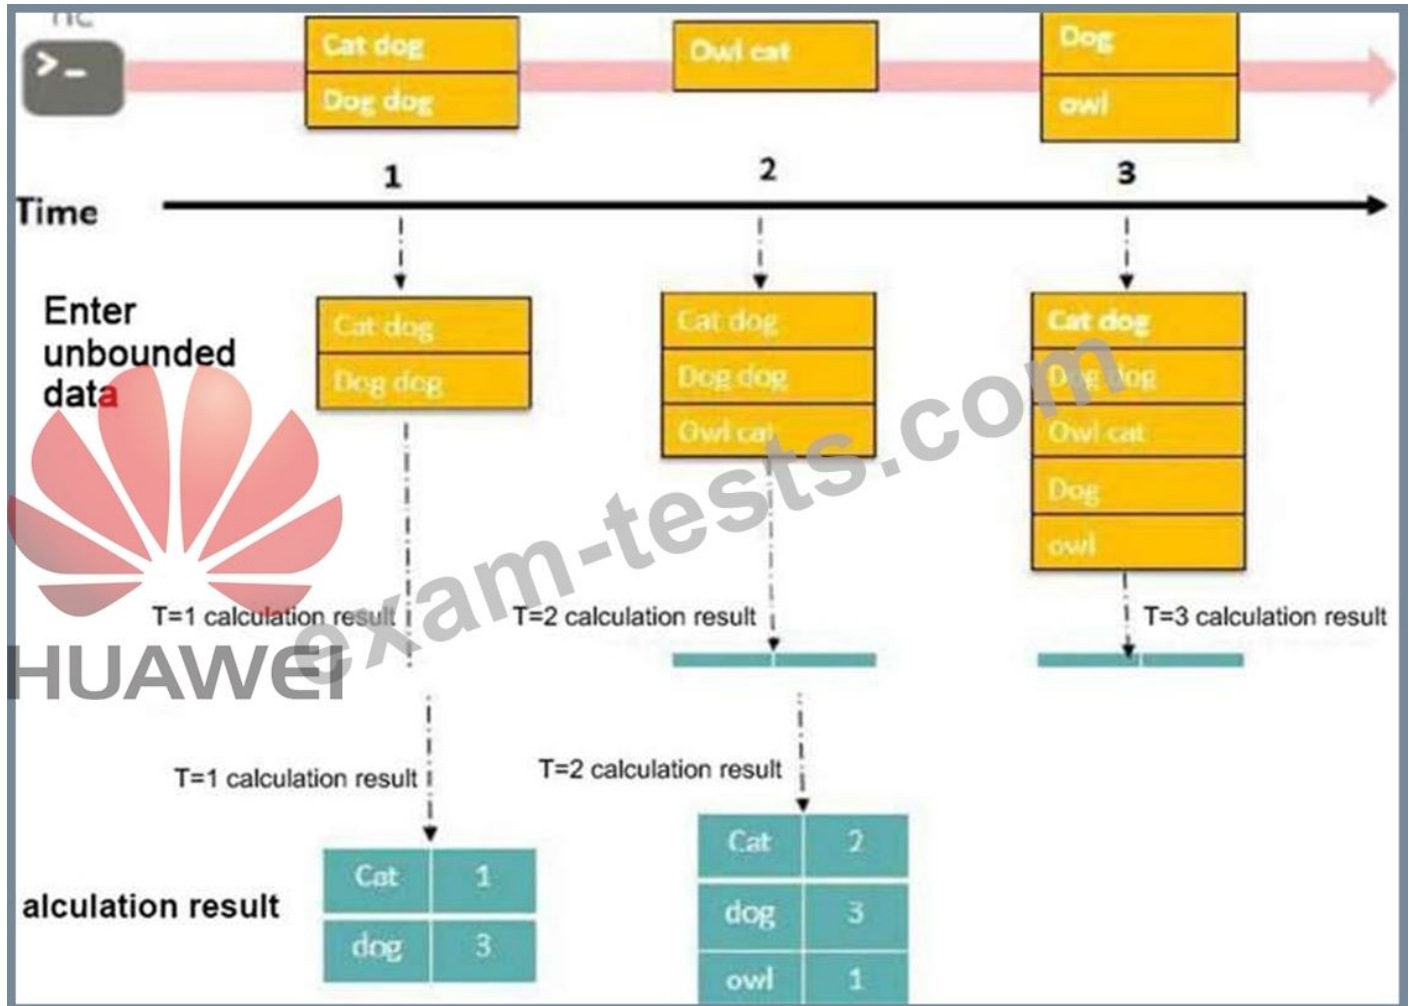 nc
>_
Cat dog
Dog dog
Owl cat
Dog
owl
1
2
3
Time
Enter
unbounded
data
Cat dog
Dog dog
Cat dog
Dog dog
Owl cat
Cat dog
Dog dog
Owl cat
Dog
owl
exam-tests.com
HUAWEI
T=1 calculation result
T=2 calculation result
T=3 calculation result
T=1 calculation result
T=2 calculation result
alculation result
Cat 1
dog 3
Cat 2
dog 3
owl 1